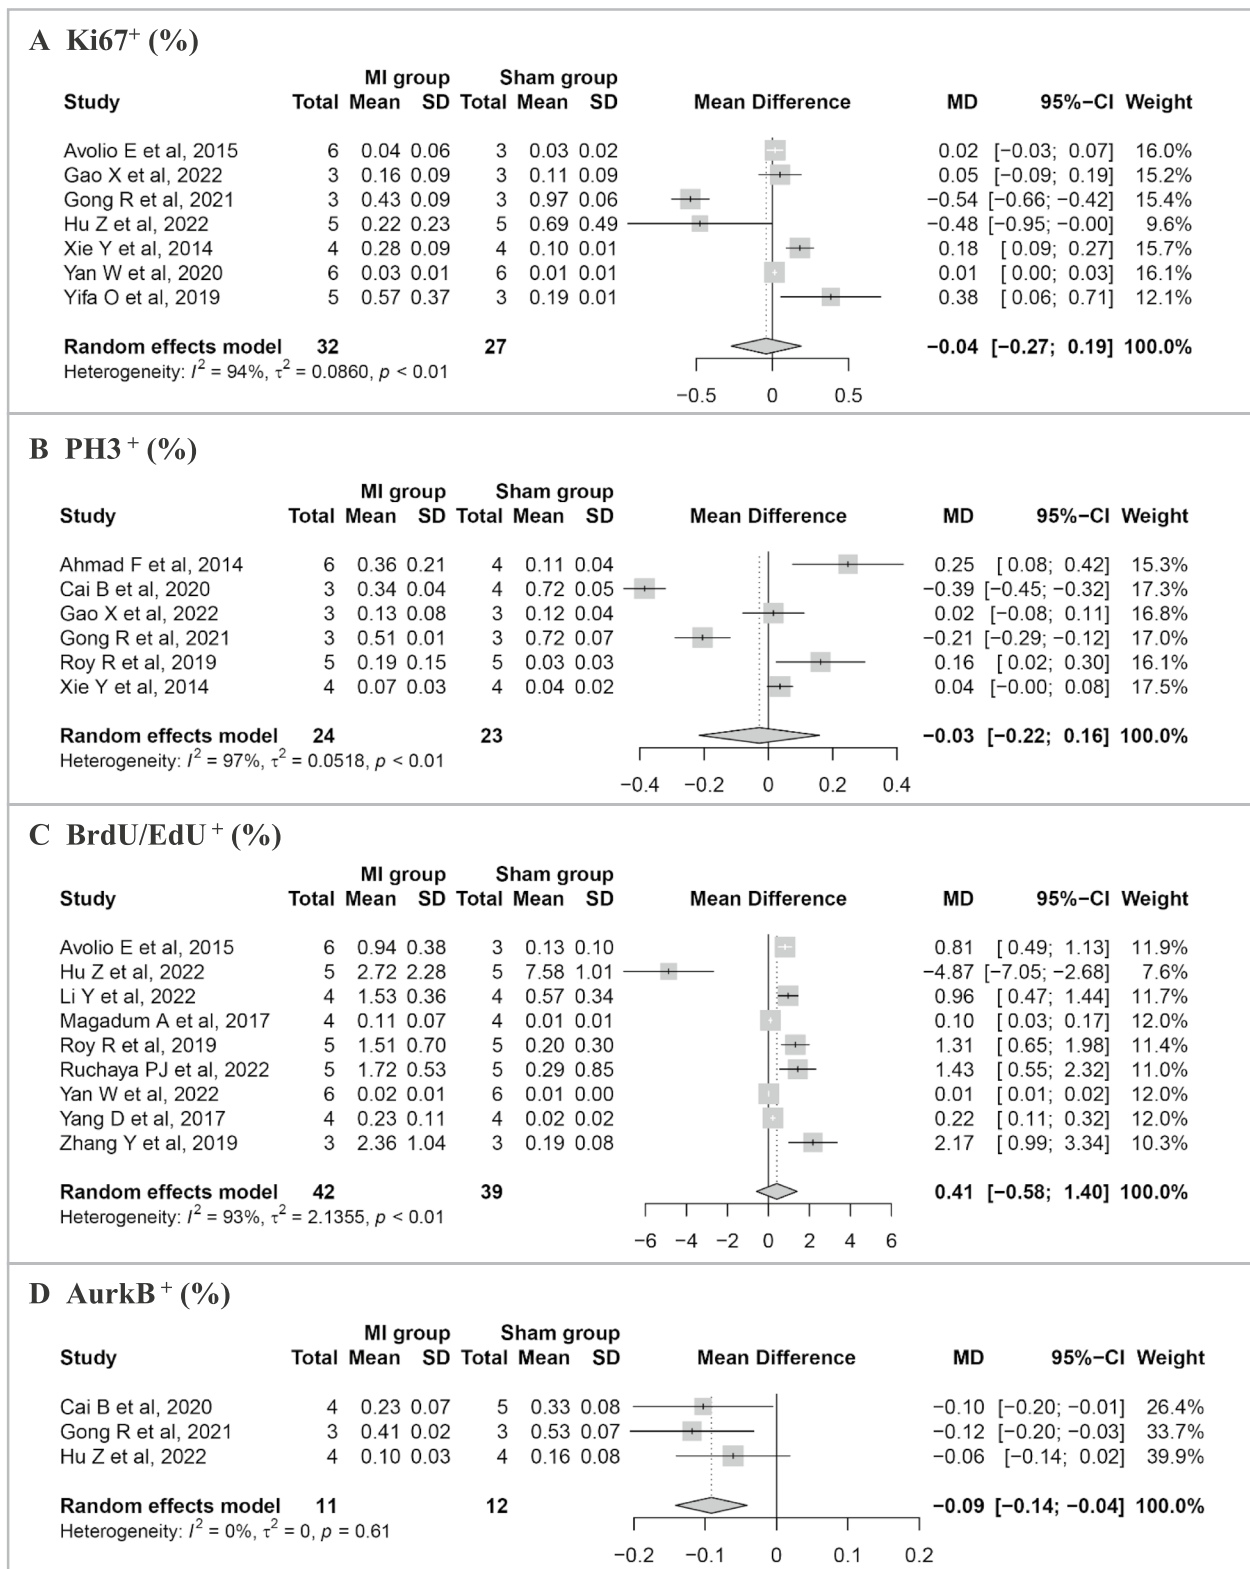 A Ki67+ (%)
MI group Sham group
Study Total Mean SD Total Mean SD Mean Difference MD 95%−CI Weight
Avolio E et al, 2015 6 0.04 0.06 3 0.03 0.02 0.02 [−0.03; 0.07] 16.0%
Gao X et al, 2022 3 0.16 0.09 3 0.11 0.09 0.05 [−0.09; 0.19] 15.2%
Gong R et al, 2021 3 0.43 0.09 3 0.97 0.06 −0.54 [−0.66; −0.42] 15.4%
Hu Z et al, 2022 5 0.22 0.23 5 0.69 0.49 −0.48 [−0.95; −0.00] 9.6%
Xie Y et al, 2014 4 0.28 0.09 4 0.10 0.01 0.18 [ 0.09; 0.27] 15.7%
Yan W et al, 2020 6 0.03 0.01 6 0.01 0.01 0.01 [ 0.00; 0.03] 16.1%
Yifa O et al, 2019 5 0.57 0.37 3 0.19 0.01 0.38 [ 0.06; 0.71] 12.1%
Random effects model 32 27 −0.04 [−0.27; 0.19] 100.0%
Heterogeneity: I2 = 94%, τ2 = 0.0860, p < 0.01
−0.5 0 0.5
B PH3 + (%)
MI group Sham group
Study Total Mean SD Total Mean SD Mean Difference MD 95%−CI Weight
Ahmad F et al, 2014 6 0.36 0.21 4 0.11 0.04 0.25 [ 0.08; 0.42] 15.3%
Cai B et al, 2020 3 0.34 0.04 4 0.72 0.05 −0.39 [−0.45; −0.32] 17.3%
Gao X et al, 2022 3 0.13 0.08 3 0.12 0.04 0.02 [−0.08; 0.11] 16.8%
Gong R et al, 2021 3 0.51 0.01 3 0.72 0.07 −0.21 [−0.29; −0.12] 17.0%
Roy R et al, 2019 5 0.19 0.15 5 0.03 0.03 0.16 [ 0.02; 0.30] 16.1%
Xie Y et al, 2014 4 0.07 0.03 4 0.04 0.02 0.04 [−0.00; 0.08] 17.5%
Random effects model 24 23 −0.03 [−0.22; 0.16] 100.0%
Heterogeneity: I2 = 97%, τ2 = 0.0518, p < 0.01
−0.4 −0.2 0 0.2 0.4
C BrdU/EdU + (%)
MI group Sham group
Study Total Mean SD Total Mean SD Mean Difference MD 95%−CI Weight
Avolio E et al, 2015 6 0.94 0.38 3 0.13 0.10 0.81 [ 0.49; 1.13] 11.9%
Hu Z et al, 2022 5 2.72 2.28 5 7.58 1.01 −4.87 [−7.05; −2.68] 7.6%
Li Y et al, 2022 4 1.53 0.36 4 0.57 0.34 0.96 [ 0.47; 1.44] 11.7%
Magadum A et al, 2017 4 0.11 0.07 4 0.01 0.01 0.10 [ 0.03; 0.17] 12.0%
Roy R et al, 2019 5 1.51 0.70 5 0.20 0.30 1.31 [ 0.65; 1.98] 11.4%
Ruchaya PJ et al, 2022 5 1.72 0.53 5 0.29 0.85 1.43 [ 0.55; 2.32] 11.0%
Yan W et al, 2022 6 0.02 0.01 6 0.01 0.00 0.01 [ 0.01; 0.02] 12.0%
Yang D et al, 2017 4 0.23 0.11 4 0.02 0.02 0.22 [ 0.11; 0.32] 12.0%
Zhang Y et al, 2019 3 2.36 1.04 3 0.19 0.08 2.17 [ 0.99; 3.34] 10.3%
Random effects model 42 39 0.41 [−0.58; 1.40] 100.0%
Heterogeneity: I2 = 93%, τ2 = 2.1355, p < 0.01
−6 −4 −2 0 2 4 6
D AurkB + (%)
MI group Sham group
Study Total Mean SD Total Mean SD Mean Difference MD 95%−CI Weight
Cai B et al, 2020 4 0.23 0.07 5 0.33 0.08 −0.10 [−0.20; −0.01] 26.4%
Gong R et al, 2021 3 0.41 0.02 3 0.53 0.07 −0.12 [−0.20; −0.03] 33.7%
Hu Z et al, 2022 4 0.10 0.03 4 0.16 0.08 −0.06 [−0.14; 0.02] 39.9%
Random effects model 11 12 −0.09 [−0.14; −0.04] 100.0%
Heterogeneity: I2 = 0%, τ2 = 0, p = 0.61
−0.2 −0.1 0 0.1 0.2